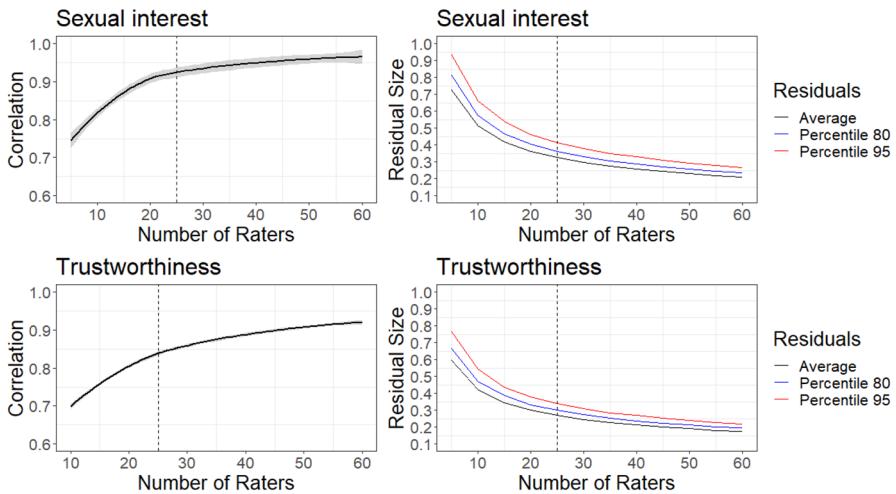 Sexual interest
1.0
0.9
0.8
0.7
0.6
Correlation
10 20 30 40 50 60
Number of Raters
Sexual interest
1.0
0.9
0.8
0.7
0.6
0.5
0.4
0.3
0.2
0.1
Residual Size
10 20 30 40 50 60
Number of Raters
Residuals
Average
Percentile 80
Percentile 95
Trustworthiness
1.0
0.9
0.8
0.7
0.6
Correlation
10 20 30 40 50 60
Number of Raters
Trustworthiness
1.0
0.9
0.8
0.7
0.6
0.5
0.4
0.3
0.2
0.1
Residual Size
10 20 30 40 50 60
Number of Raters
Residuals
Average
Percentile 80
Percentile 95